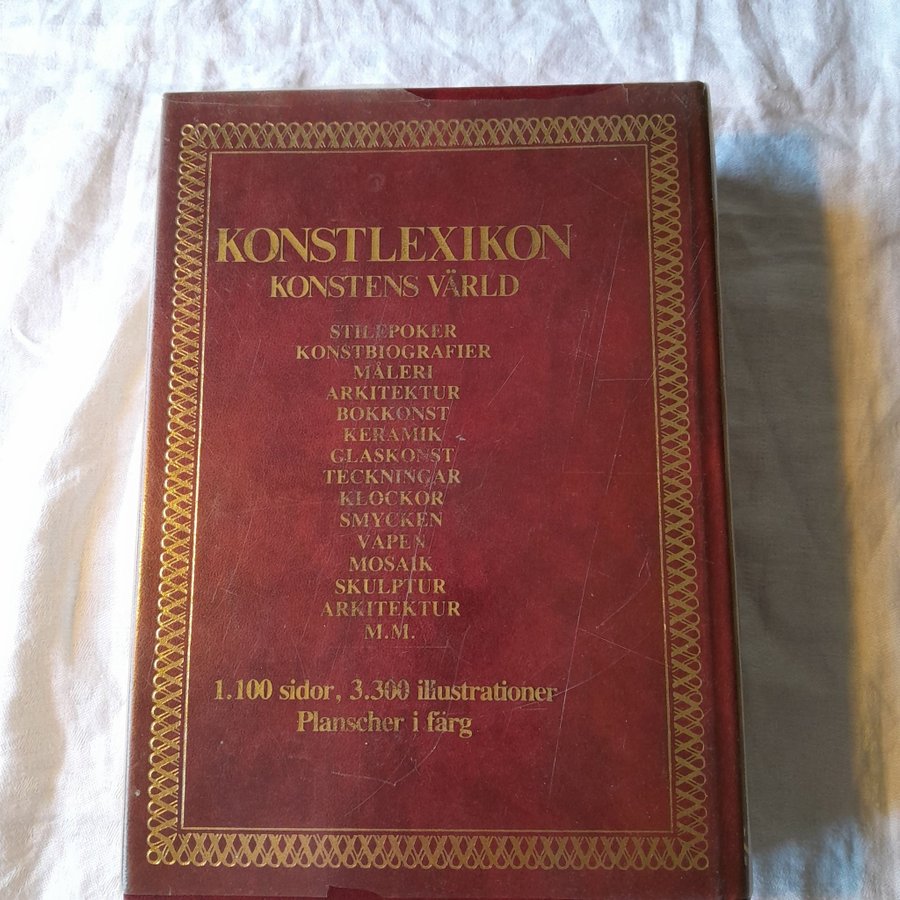 KONSTLEXIKON
KONSTENS VÄRLD
STILEPOKER
KONSTBIOGRAFIER
MÅLERI
ARKITEKTUR
BOKKONST
KERAMIK
GLASKONST
TECKNINGAR
KLOCKOR
SMYCKEN
VAPEN
MOSAIK
SKULPTUR
ARKITEKTUR
M.M.
1.100 sidor, 3.300 illustrationer
Planscher i färg